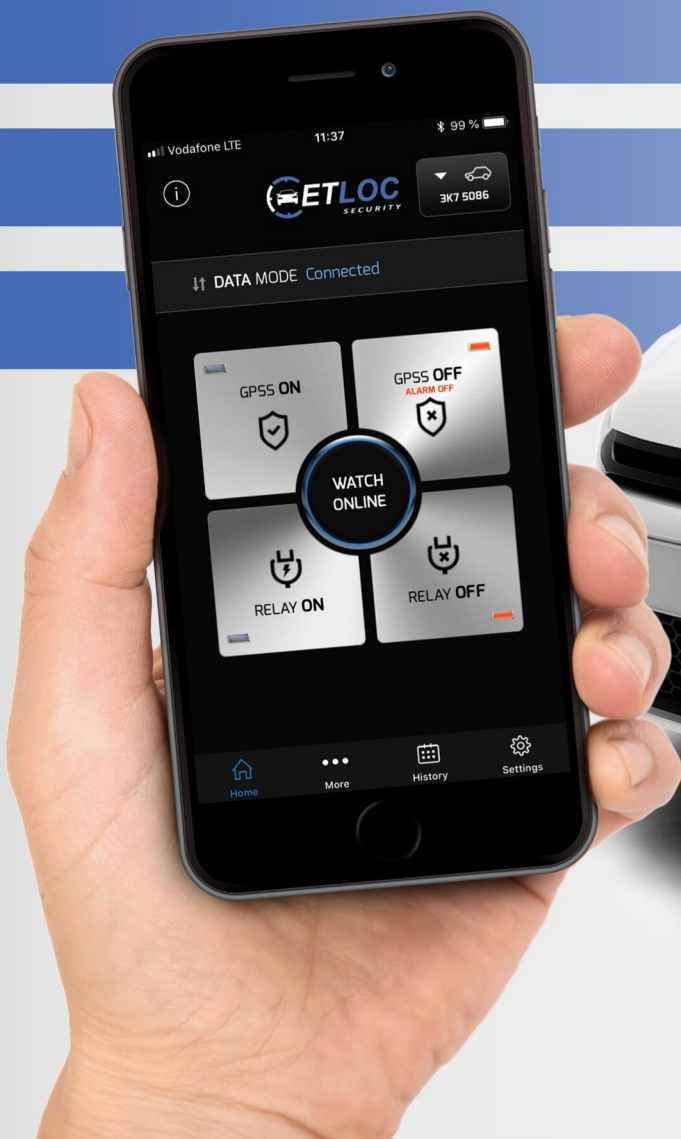 Vodafone LTE
11:37
99 %
i
GETLOC
SECURITY
3K7 5086
DATA MODE Connected
GPSS ON
GPSS OFF
ALARM OFF
WATCH
ONLINE
RELAY ON
RELAY OFF
Home
More
History
Settings